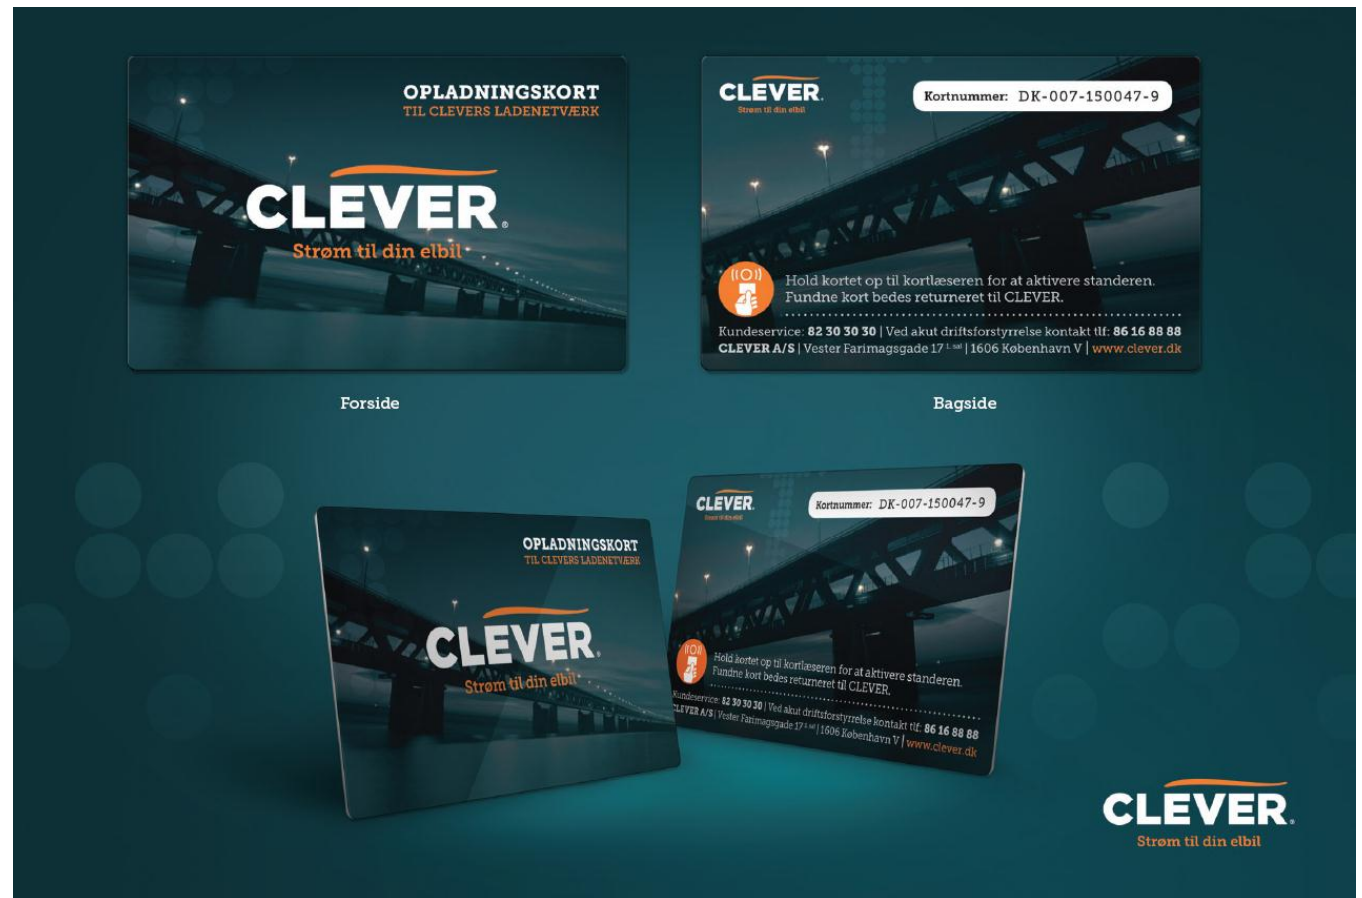 OPLADNINGSKORT
TIL CLEVERS LADENETVÆRK
CLEVER®
Strøm til din elbil
Forside
CLEVER®
Strøm til din elbil
Kortnummer: DK-007-150047-9
Hold kortet op til kortlæseren for at aktivere standeren.
Fundne kort bedes returneret til CLEVER.
Kundeservice: 82 30 30 30 | Ved akut driftsforstyrrelse kontakt tlf: 86 16 88 88
CLEVER A/S | Vester Farimagsgade 17 1. sal | 1606 København V | www.clever.dk
Bagside
OPLADNINGSKORT
TIL CLEVERS LADENETVÆRK
CLEVER®
Strøm til din elbil
CLEVER®
Strøm til din elbil
Kortnummer: DK-007-150047-9
Hold kortet op til kortlæseren for at aktivere standeren.
Fundne kort bedes returneret til CLEVER.
Kundeservice: 82 30 30 30 | Ved akut driftsforstyrrelse kontakt tlf: 86 16 88 88
CLEVER A/S | Vester Farimagsgade 17 1. sal | 1606 København V | www.clever.dk
CLEVER®
Strøm til din elbil